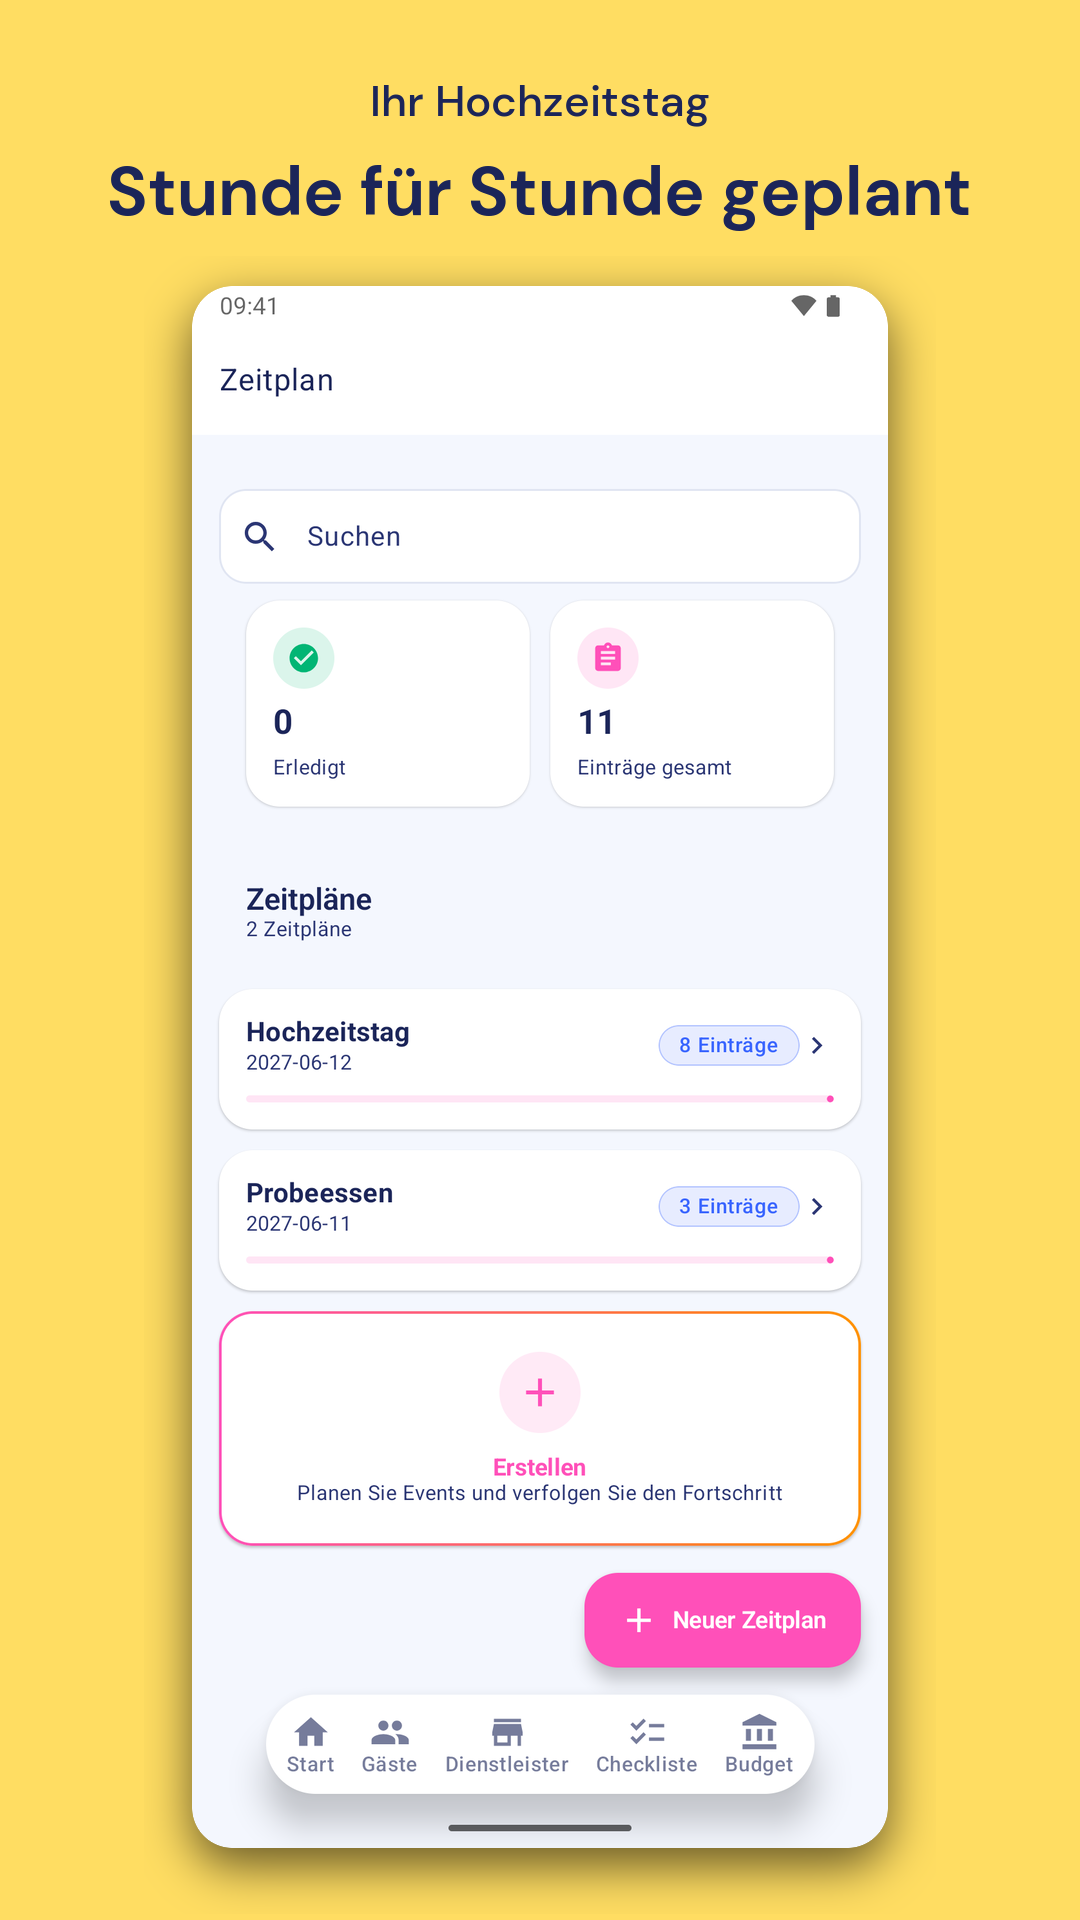 Ihr Hochzeitstag
Stunde für Stunde geplant
09:41
Zeitplan
Suchen
0
Erledigt
11
Einträge gesamt
Zeitpläne
2 Zeitpläne
Hochzeitstag
2027-06-12
8 Einträge
Probeessen
2027-06-11
3 Einträge
Erstellen
Planen Sie Events und verfolgen Sie den Fortschritt
Neuer Zeitplan
Start
Gäste
Dienstleister
Checkliste
Budget